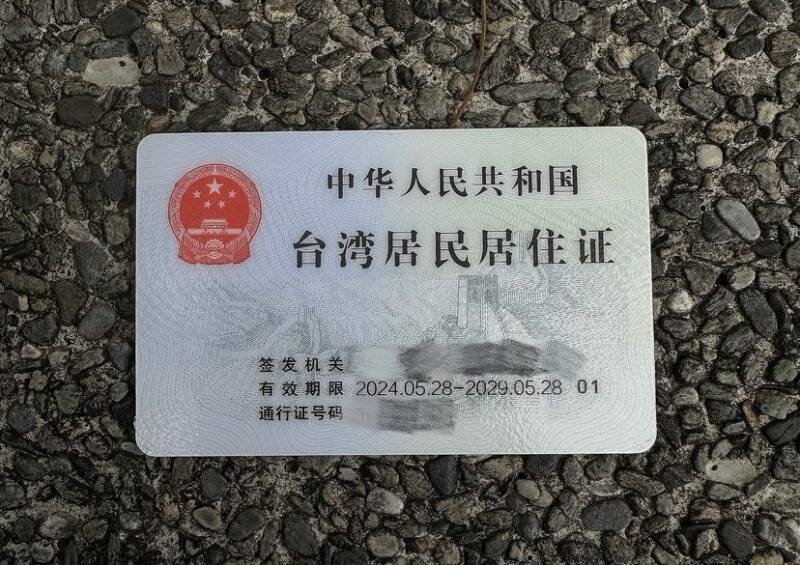 中华人民共和国
台湾居民居住证
签发机关
有效期限 2024.05.28-2029.05.28 01
通行证号码